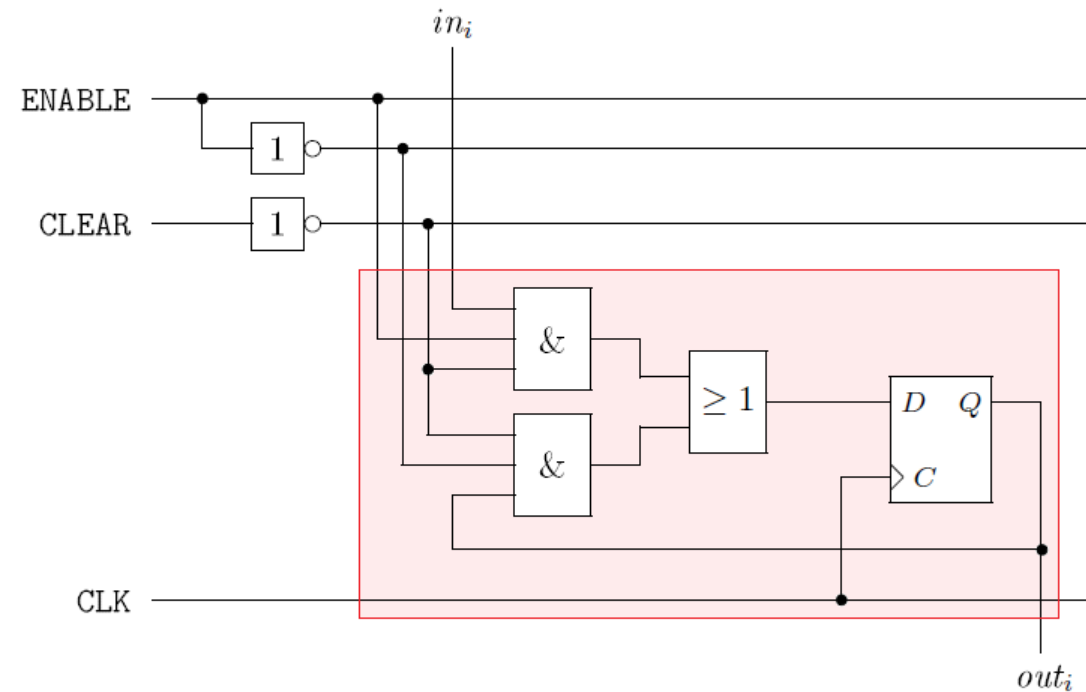 in_i
ENABLE
1
CLEAR
1
&
≥ 1
D Q
&
C
CLK
out_i